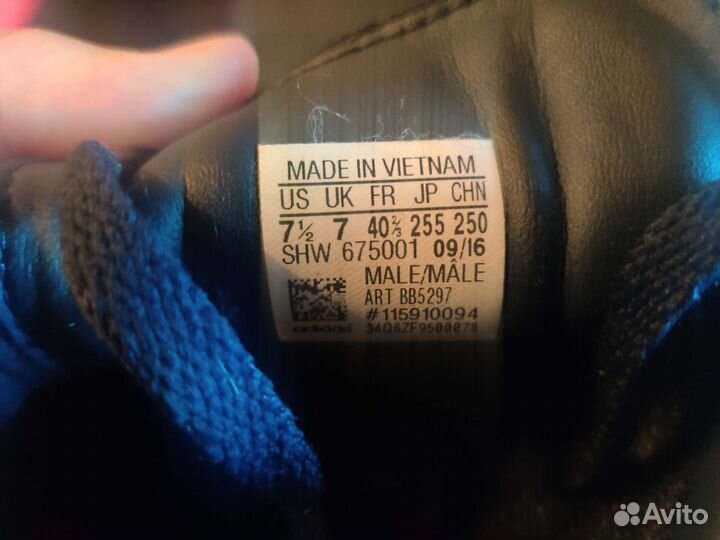 MADE IN VIETNAM
US UK FR JP CHN
7½ 7 40⅔ 255 250
SHW 675001 09/16
MALE/MÂLE
ART BB5297
#115910094
adidas 34Q6ZF9500078
Avito